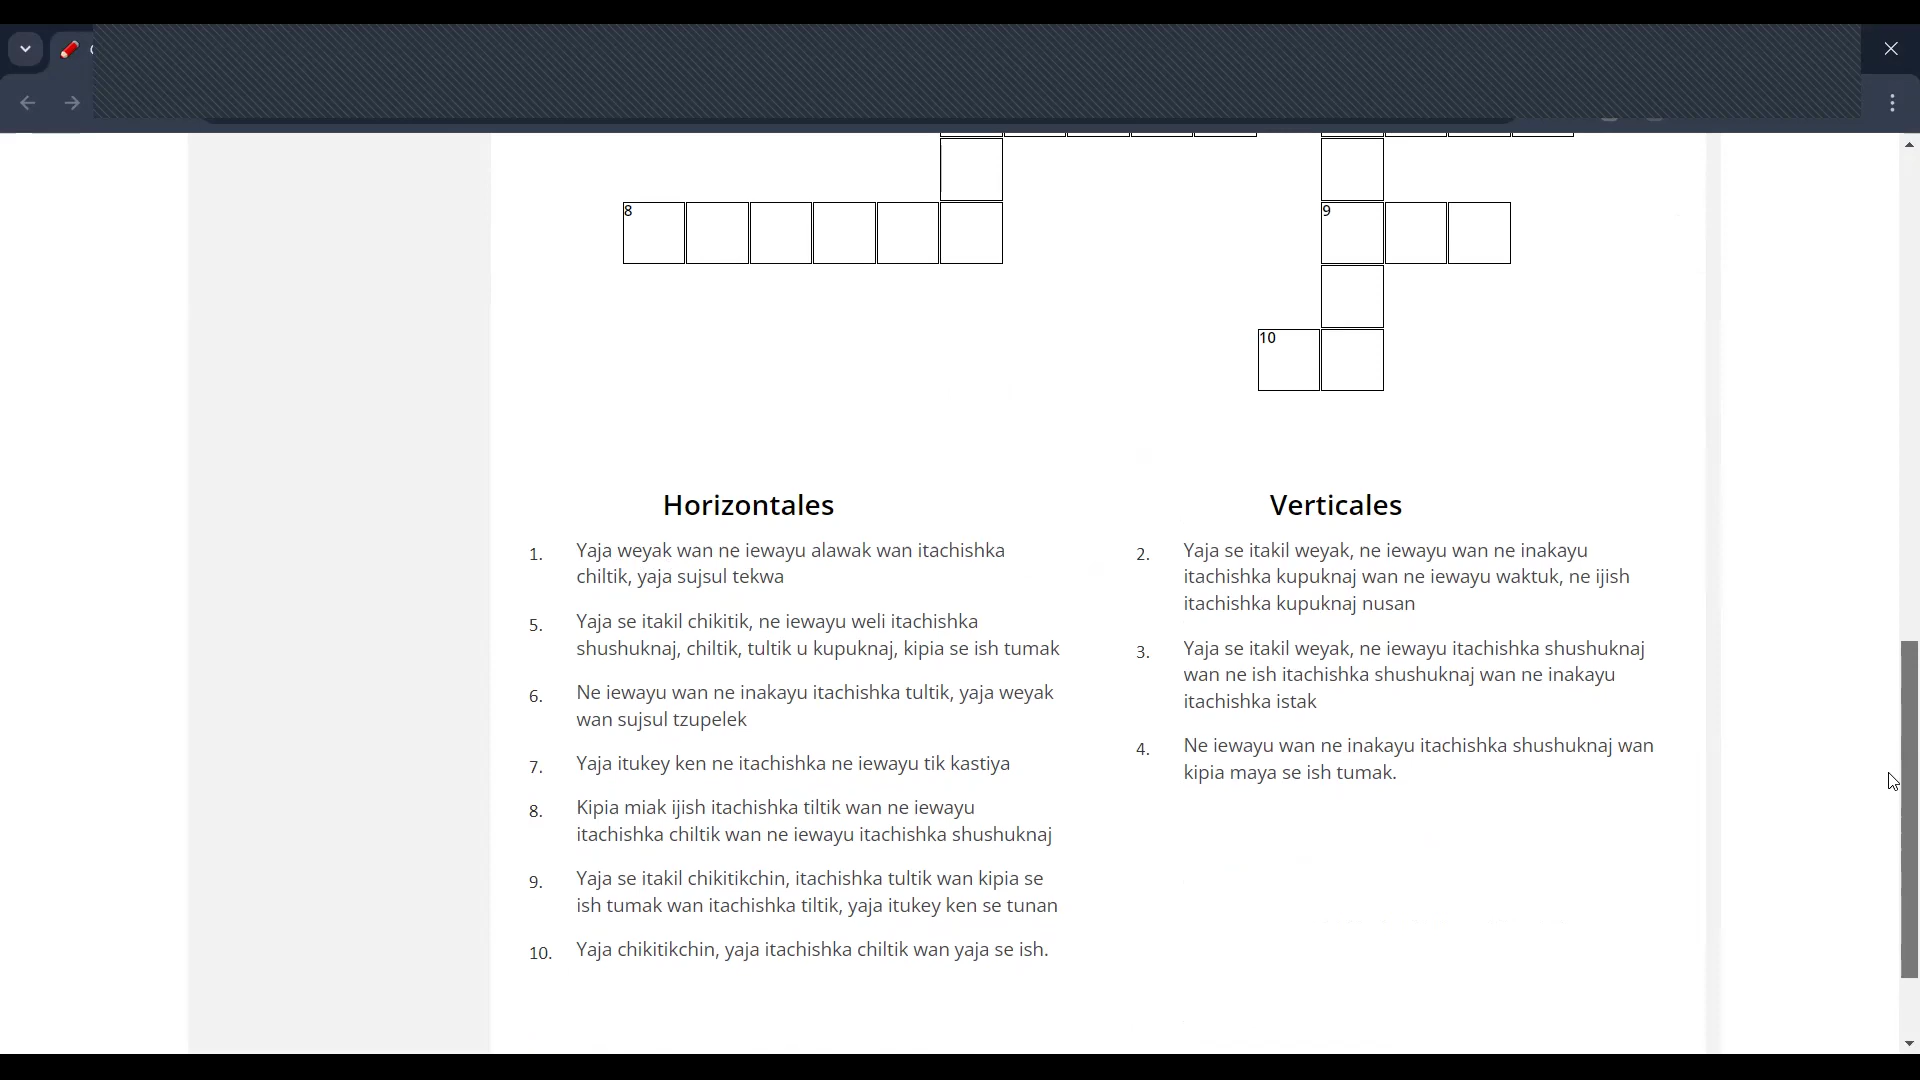 8
9
10
Horizontales
1. Yaja weyak wan ne iewayu alawak wan itachishka
chiltik, yaja sujsul tekwa
5. Yaja se itakil chikitik, ne iewayu weli itachishka
shushuknaj, chiltik, tultik u kupuknaj, kipia se ish tumak
6. Ne iewayu wan ne inakayu itachishka tultik, yaja weyak
wan sujsul tzupelek
7. Yaja itukey ken ne itachishka ne iewayu tik kastiya
8. Kipia miak ijish itachishka tiltik wan ne iewayu
itachishka chiltik wan ne iewayu itachishka shushuknaj
9. Yaja se itakil chikitikchin, itachishka tultik wan kipia se
ish tumak wan itachishka tiltik, yaja itukey ken se tunan
10. Yaja chikitikchin, yaja itachishka chiltik wan yaja se ish.
Verticales
2. Yaja se itakil weyak, ne iewayu wan ne inakayu
itachishka kupuknaj wan ne iewayu waktuk, ne ijish
itachishka kupuknaj nusan
3. Yaja se itakil weyak, ne iewayu itachishka shushuknaj
wan ne ish itachishka shushuknaj wan ne inakayu
itachishka istak
4. Ne iewayu wan ne inakayu itachishka shushuknaj wan
kipia maya se ish tumak.